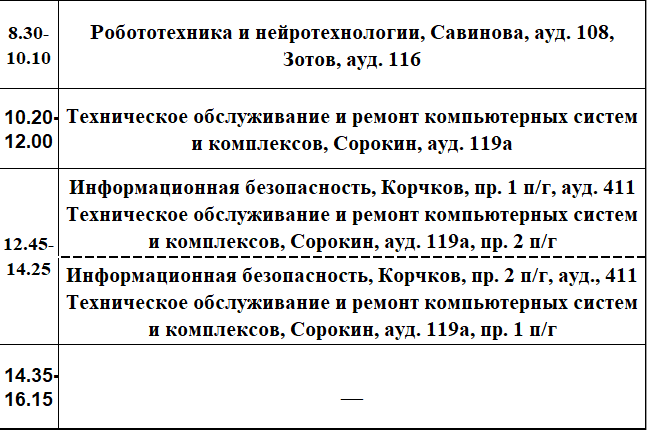 8.30-
10.10
Робототехника и нейротехнологии, Савинова, ауд. 108,
Зотов, ауд. 116
10.20-
12.00
Техническое обслуживание и ремонт компьютерных систем
и комплексов, Сорокин, ауд. 119а
12.45-
14.25
Информационная безопасность, Корчков, пр. 1 п/г, ауд. 411
Техническое обслуживание и ремонт компьютерных систем
и комплексов, Сорокин, ауд. 119а, пр. 2 п/г
Информационная безопасность, Корчков, пр. 2 п/г, ауд., 411
Техническое обслуживание и ремонт компьютерных систем
и комплексов, Сорокин, ауд. 119а, пр. 1 п/г
14.35-
16.15
—